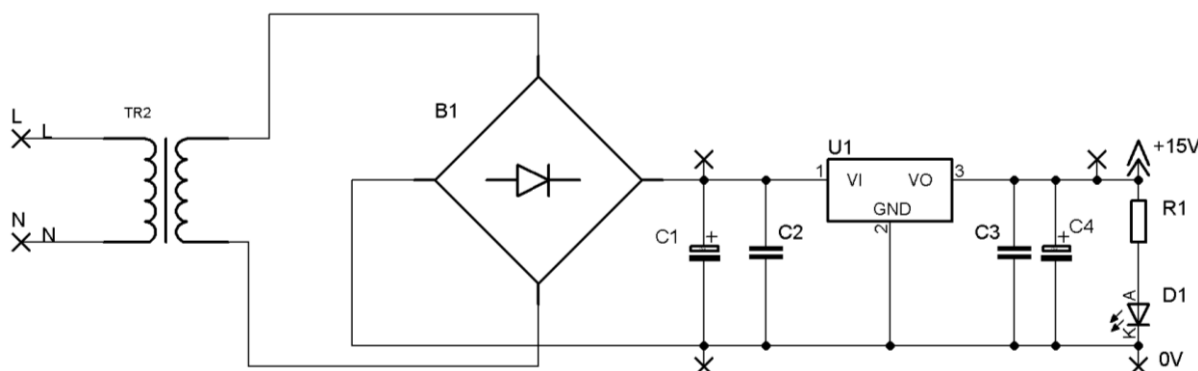 L
L
TR2
N
N
B1
C1
+
C2
U1
1
VI
VO
3
GND
2
C3
+
C4
+15V
R1
A
D1
K
0V